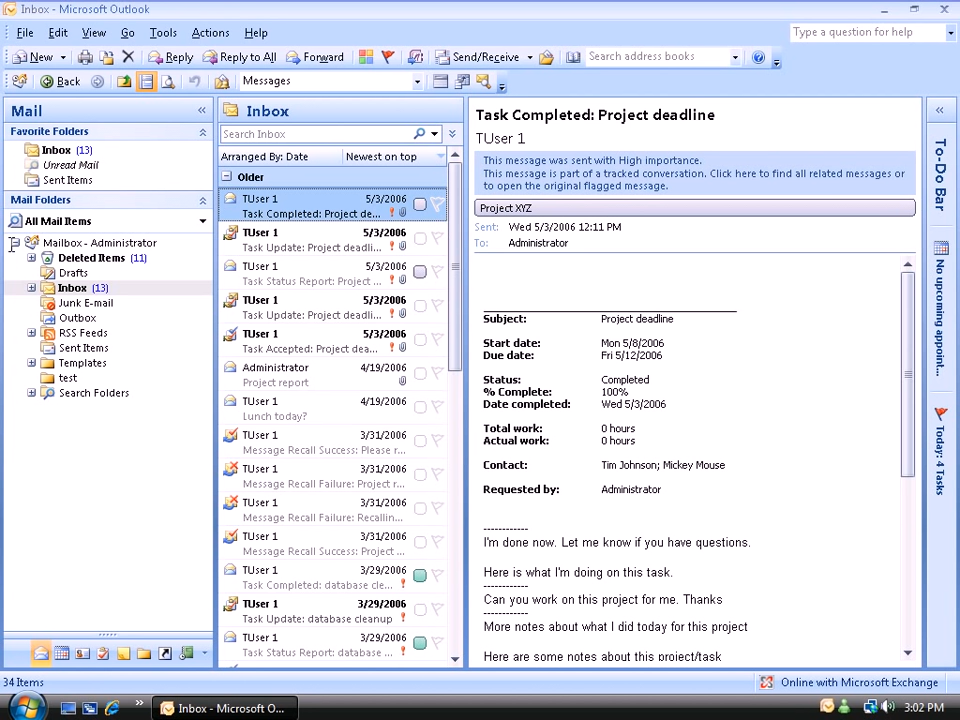 Inbox - Microsoft Outlook
File Edit View Go Tools Actions Help
Type a question for help
New Reply Reply to All Forward Send/Receive Search address books
Back Messages
Mail
Favorite Folders
Inbox (13)
Unread Mail
Sent Items
Mail Folders
All Mail Items
Mailbox - Administrator
Deleted Items (11)
Drafts
Inbox (13)
Junk E-mail
Outbox
RSS Feeds
Sent Items
Templates
test
Search Folders
Inbox
Search Inbox
Arranged By: Date Newest on top
Older
TUser 1 5/3/2006
Task Completed: Project de...
TUser 1 5/3/2006
Task Update: Project deadli...
TUser 1 5/3/2006
Task Status Report: Project ...
TUser 1 5/3/2006
Task Update: Project deadli...
TUser 1 5/3/2006
Task Accepted: Project dea...
Administrator 4/19/2006
Project report
TUser 1 4/19/2006
Lunch today?
TUser 1 3/31/2006
Message Recall Success: Please r...
TUser 1 3/31/2006
Message Recall Failure: Project r...
TUser 1 3/31/2006
Message Recall Failure: Recallin...
TUser 1 3/31/2006
Message Recall Success: Project ...
TUser 1 3/29/2006
Task Completed: database cle...
TUser 1 3/29/2006
Task Update: database cleanup
TUser 1 3/29/2006
Task Status Report: database ...
Task Completed: Project deadline
TUser 1
This message was sent with High importance.
This message is part of a tracked conversation. Click here to find all related messages or
to open the original flagged message.
Project XYZ
Sent: Wed 5/3/2006 12:11 PM
To: Administrator
Subject: Project deadline
Start date: Mon 5/8/2006
Due date: Fri 5/12/2006
Status: Completed
% Complete: 100%
Date completed: Wed 5/3/2006
Total work: 0 hours
Actual work: 0 hours
Contact: Tim Johnson; Mickey Mouse
Requested by: Administrator
------------
I'm done now. Let me know if you have questions.
Here is what I'm doing on this task.
------------
Can you work on this project for me. Thanks
------------
More notes about what I did today for this project
Here are some notes about this project/task
To-Do Bar
No upcoming appoint...
Today: 4 Tasks
34 Items
Online with Microsoft Exchange
Inbox - Microsoft O...
3:02 PM